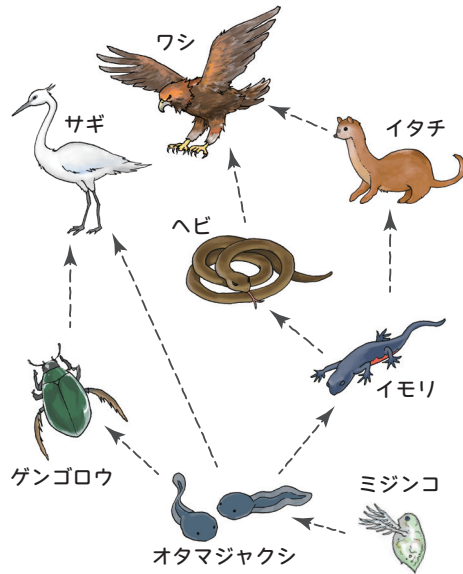 ワシ
サギ
イタチ
ヘビ
イモリ
ゲンゴロウ
ミジンコ
オタマジャクシ